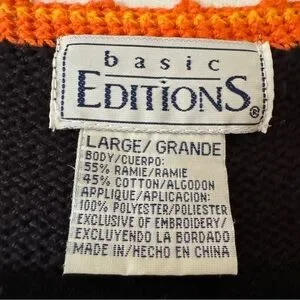 basic
EDITIONS
LARGE/ GRANDE
BODY/CUERPO:
55% RAMIE/RAMIE
45% COTTON/ALGODON
APPLIQUE/APLICACION:
100% POLYESTER/POLIESTER
EXCLUSIVE OF EMBROIDERY/
EXCLUYENDO LA BORDADO
MADE IN/HECHO EN CHINA